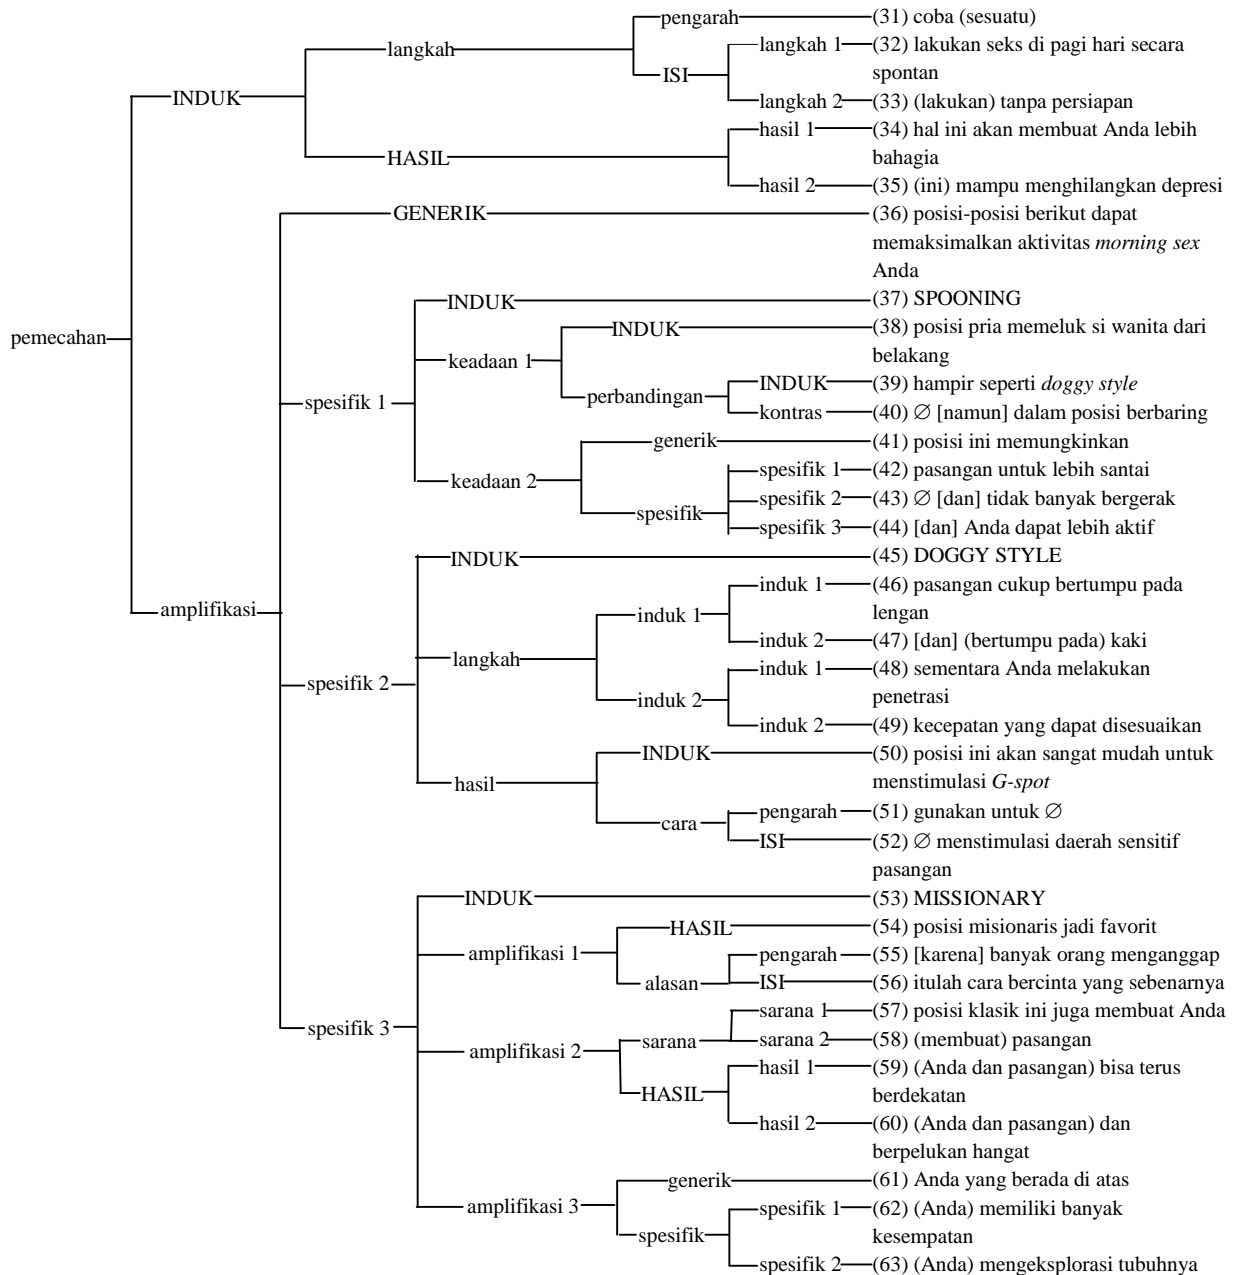 pengarah (31) coba (sesuatu)
langkah langkah 1 (32) lakukan seks di pagi hari secara
ISI spontan
INDUK langkah 2 (33) (lakukan) tanpa persiapan
hasil 1 (34) hal ini akan membuat Anda lebih
HASIL bahagia
hasil 2 (35) (ini) mampu menghilangkan depresi
GENERIK (36) posisi-posisi berikut dapat
memaksimalkan aktivitas morning sex
Anda
INDUK (37) SPOONING
pemecahan INDUK (38) posisi pria memeluk si wanita dari
keadaan 1 belakang
perbandingan INDUK (39) hampir seperti doggy style
spesifik 1 kontras (40) ∅ [namun] dalam posisi berbaring
generik (41) posisi ini memungkinkan
keadaan 2 spesifik 1 (42) pasangan untuk lebih santai
spesifik spesifik 2 (43) ∅ [dan] tidak banyak bergerak
spesifik 3 (44) [dan] Anda dapat lebih aktif
INDUK (45) DOGGY STYLE
amplifikasi induk 1 induk 1 (46) pasangan cukup bertumpu pada
lengan
induk 2 (47) [dan] (bertumpu pada) kaki
langkah induk 1 (48) sementara Anda melakukan
spesifik 2 induk 2 penetrasi
induk 2 (49) kecepatan yang dapat disesuaikan
INDUK (50) posisi ini akan sangat mudah untuk
hasil menstimulasi G-spot
cara pengarah (51) gunakan untuk ∅
ISI (52) ∅ menstimulasi daerah sensitif
pasangan
INDUK (53) MISSIONARY
HASIL (54) posisi misionaris jadi favorit
amplifikasi 1 pengarah (55) [karena] banyak orang menganggap
alasan ISI (56) itulah cara bercinta yang sebenarnya
spesifik 3 sarana 1 (57) posisi klasik ini juga membuat Anda
amplifikasi 2 sarana sarana 2 (58) (membuat) pasangan
hasil 1 (59) (Anda dan pasangan) bisa terus
HASIL berdekatan
hasil 2 (60) (Anda dan pasangan) dan
berpelukan hangat
generik (61) Anda yang berada di atas
amplifikasi 3 spesifik 1 (62) (Anda) memiliki banyak
spesifik kesempatan
spesifik 2 (63) (Anda) mengeksplorasi tubuhnya